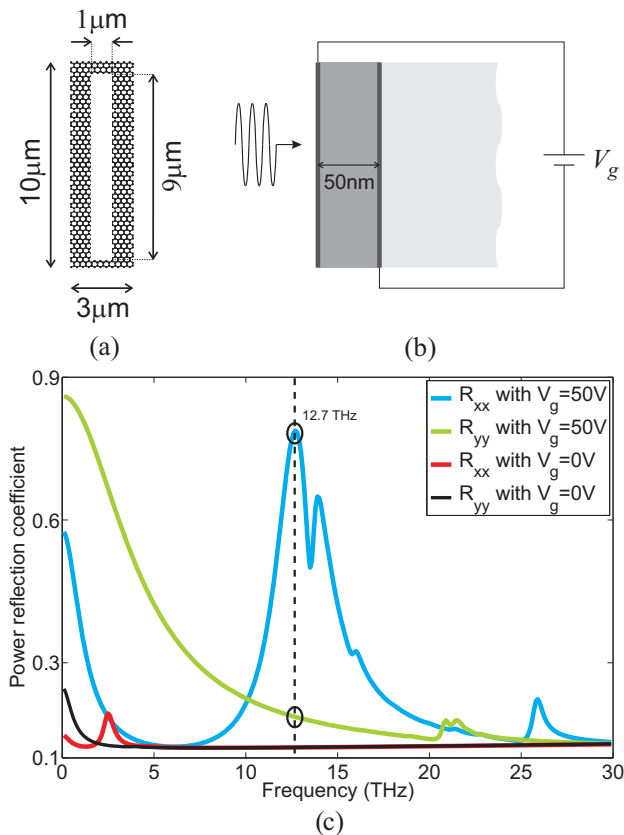 1μm
10μm
9μm
3μm
(a)
50nm
V_g
(b)
0.9
0.6
0.3
0.1
Power reflection coefficient
12.7 THz
R_xx with V_g=50V
R_yy with V_g=50V
R_xx with V_g=0V
R_yy with V_g=0V
0 5 10 15 20 25 30
Frequency (THz)
(c)